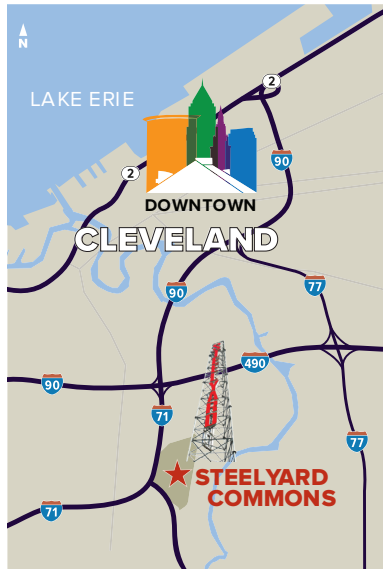 N
2
LAKE ERIE
90
2
DOWNTOWN
CLEVELAND
77
90
490
90
71
77
STEELYARD
COMMONS
71